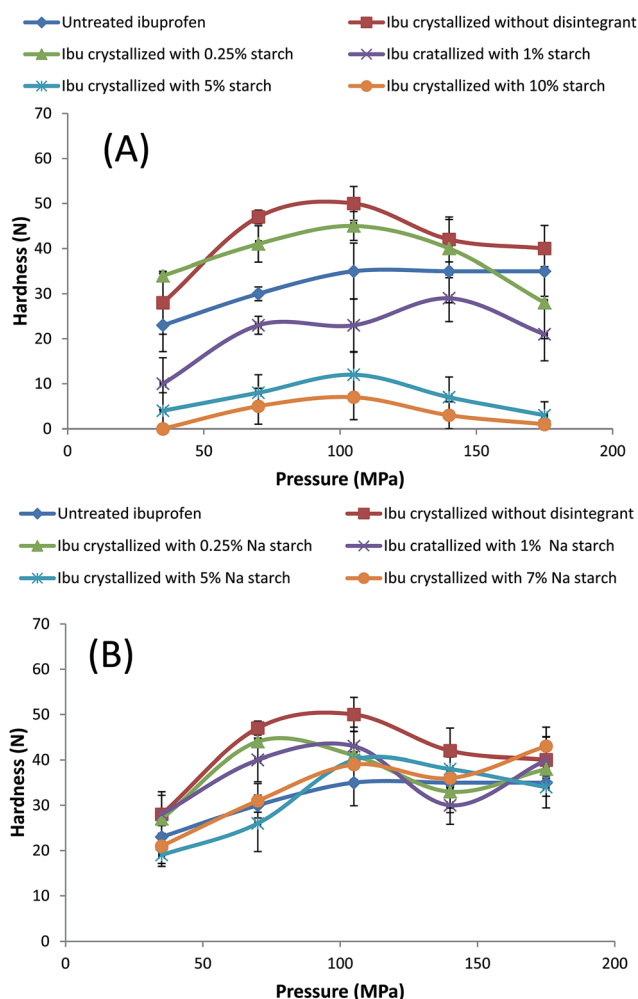 Untreated ibuprofen
Ibu crystallized without disintegrant
Ibu crystallized with 0.25% starch
Ibu cratallized with 1% starch
Ibu crystallized with 5% starch
Ibu crystallized with 10% starch
(A)
70
60
50
40
30
20
10
0
Hardness (N)
0 50 100 150 200
Pressure (MPa)
Untreated ibuprofen
Ibu crystallized without disintegrant
Ibu crystallized with 0.25% Na starch
Ibu cratallized with 1% Na starch
Ibu crystallized with 5% Na starch
Ibu crystallized with 7% Na starch
(B)
70
60
50
40
30
20
10
0
Hardness (N)
0 50 100 150 200
Pressure (MPa)